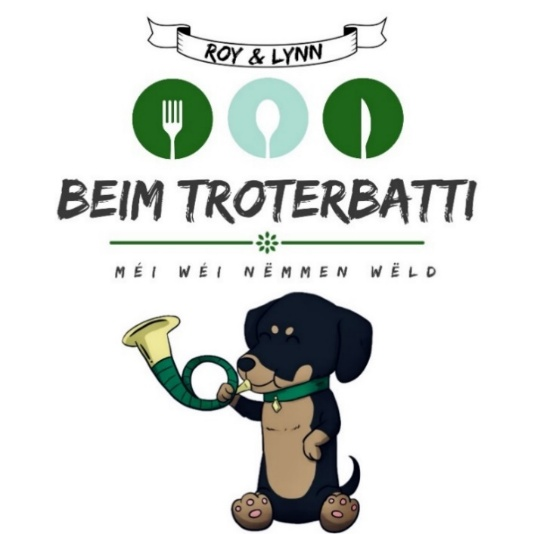 ROY & LYNN
BEIM TROTERBATTI
MÉI WÉI NËMMEN WËLD